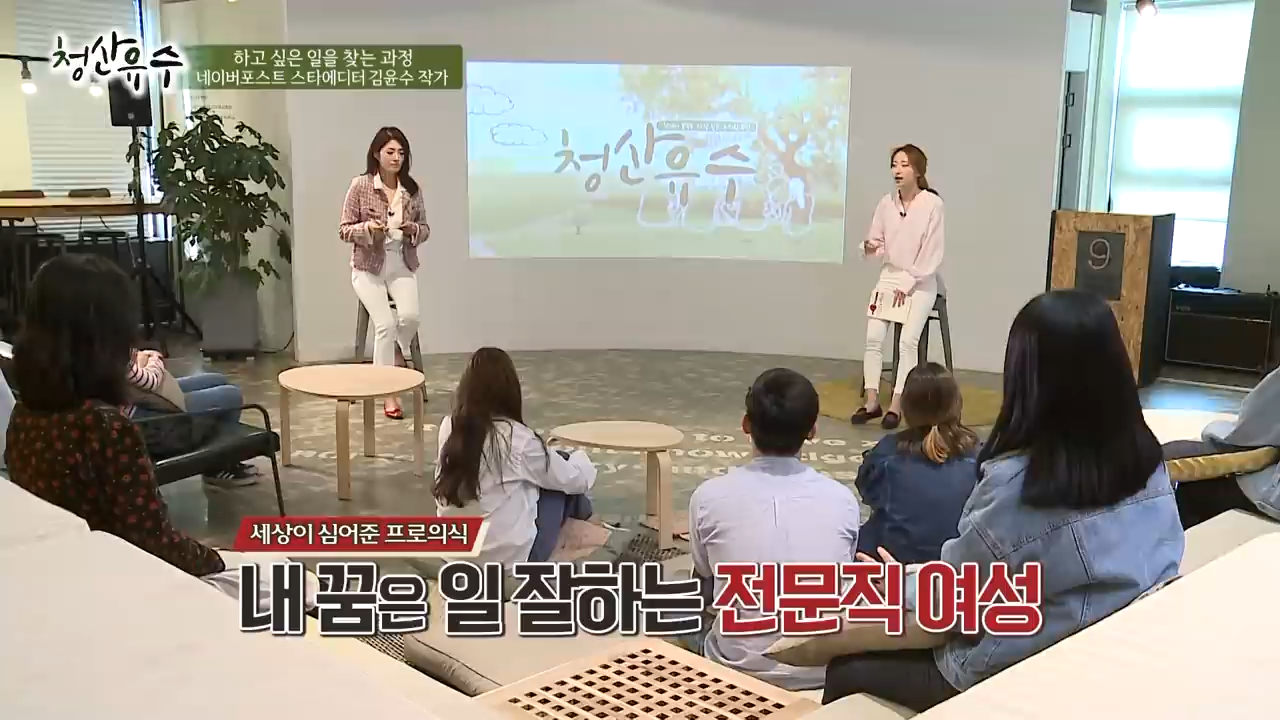 청산유수
하고 싶은 일을 찾는 과정
네이버포스트 스타에디터 김윤수 작가
청산유수
9
세상이 심어준 프로의식
내 꿈은 일 잘하는 전문직 여성